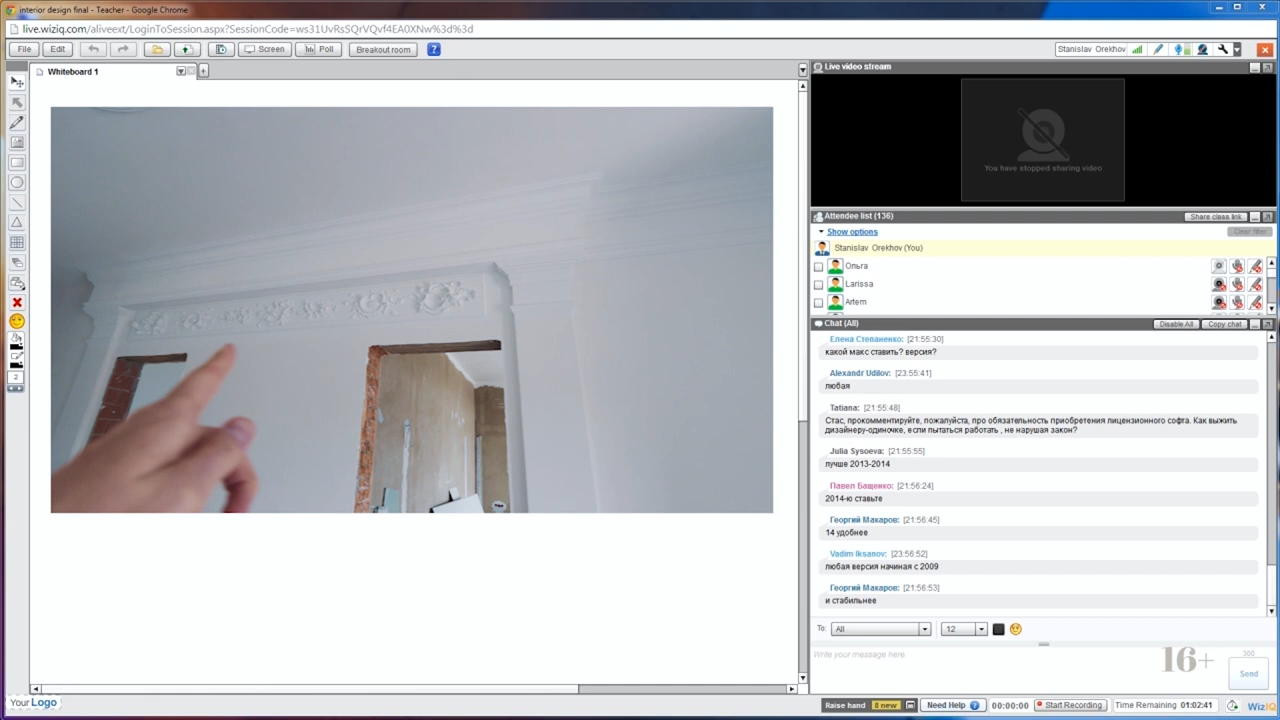 interior design final - Teacher - Google Chrome
live.wiziq.com/aliveext/LoginToSession.aspx?SessionCode=ws31UvRsSQrVQvf4EA0XNw%3d%3d
File Edit Screen Poll Breakout room ? Stanislav Orekhov
Whiteboard 1
Live video stream
You have stopped sharing video
Attendee list (136) Share class link
Show options Clear filter
Stanislav Orekhov (You)
Ольга
Larissa
Artem
Chat (All) Disable All Copy chat
Елена Степаненко: [21:55:30]
какой макс ставить? версия?
Alexandr Udilov: [23:55:41]
любая
Tatiana: [21:55:48]
Стас, прокомментируйте, пожалуйста, про обязательность приобретения лицензионного софта. Как выжить
дизайнеру-одиночке, если пытаться работать , не нарушая закон?
Julia Sysoeva: [21:55:55]
лучше 2013-2014
Павел Бащенко: [21:56:24]
2014-ю ставьте
Георгий Макаров: [21:56:45]
14 удобнее
Vadim Iksanov: [23:56:52]
любая версия начиная с 2009
Георгий Макаров: [21:56:53]
и стабильнее
2
To: All 12
Write your message here.
16+
300
Send
Your Logo
Raise hand 8 new Need Help ? 00:00:00 Start Recording Time Remaining 01:02:41 WizIQ